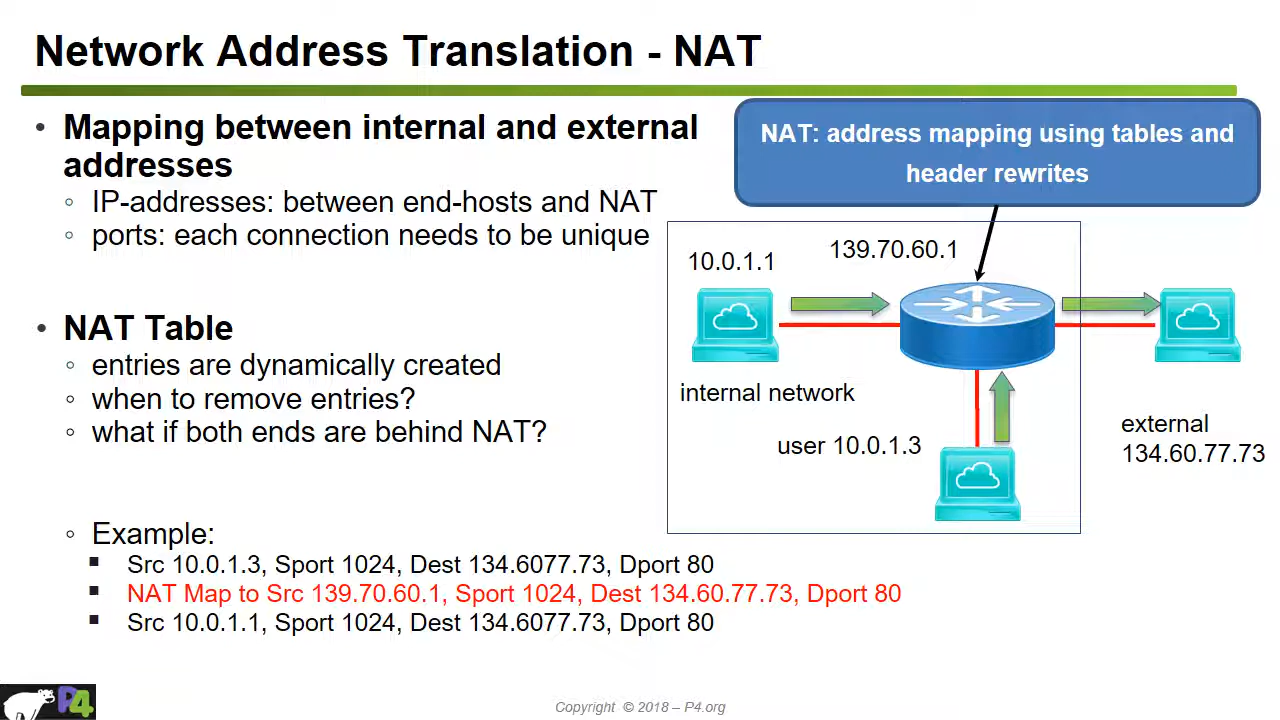 Network Address Translation - NAT
• Mapping between internal and external
addresses
◦ IP-addresses: between end-hosts and NAT
◦ ports: each connection needs to be unique
NAT: address mapping using tables and
header rewrites
10.0.1.1
139.70.60.1
internal network
user 10.0.1.3
external
134.60.77.73
• NAT Table
◦ entries are dynamically created
◦ when to remove entries?
◦ what if both ends are behind NAT?
◦ Example:
▪ Src 10.0.1.3, Sport 1024, Dest 134.6077.73, Dport 80
▪ NAT Map to Src 139.70.60.1, Sport 1024, Dest 134.60.77.73, Dport 80
▪ Src 10.0.1.1, Sport 1024, Dest 134.6077.73, Dport 80
P4
Copyright © 2018 – P4.org